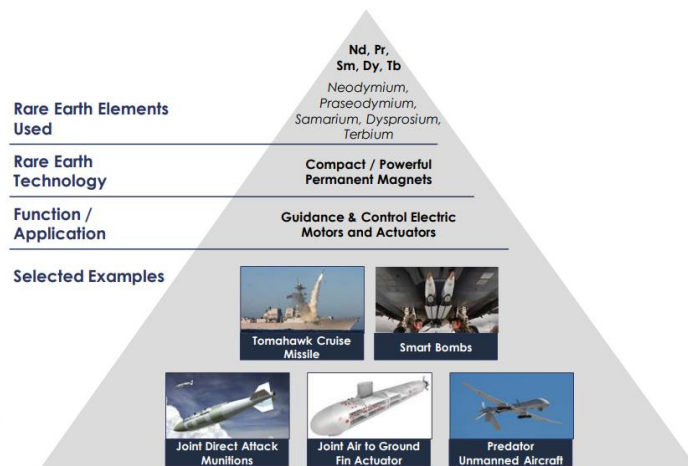 Nd, Pr,
Sm, Dy, Tb
Neodymium,
Praseodymium,
Samarium, Dysprosium,
Terbium
Rare Earth Elements
Used
Rare Earth
Technology
Compact / Powerful
Permanent Magnets
Function /
Application
Guidance & Control Electric
Motors and Actuators
Selected Examples
Tomahawk Cruise
Missile
Smart Bombs
Joint Direct Attack
Munitions
Joint Air to Ground
Fin Actuator
Predator
Unmanned Aircraft